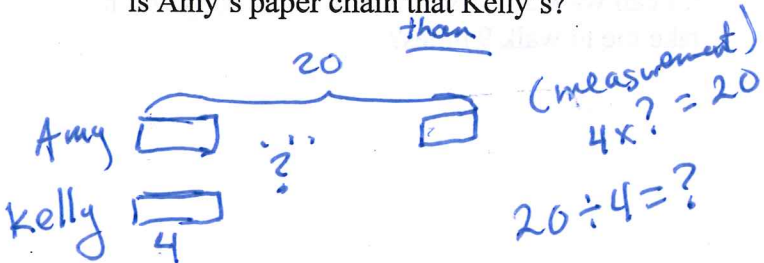 is Amy's paper chain that Kelly's?
than
20
(measurement)
Amy ... ?
4x? = 20
Kelly
4
20÷4=?